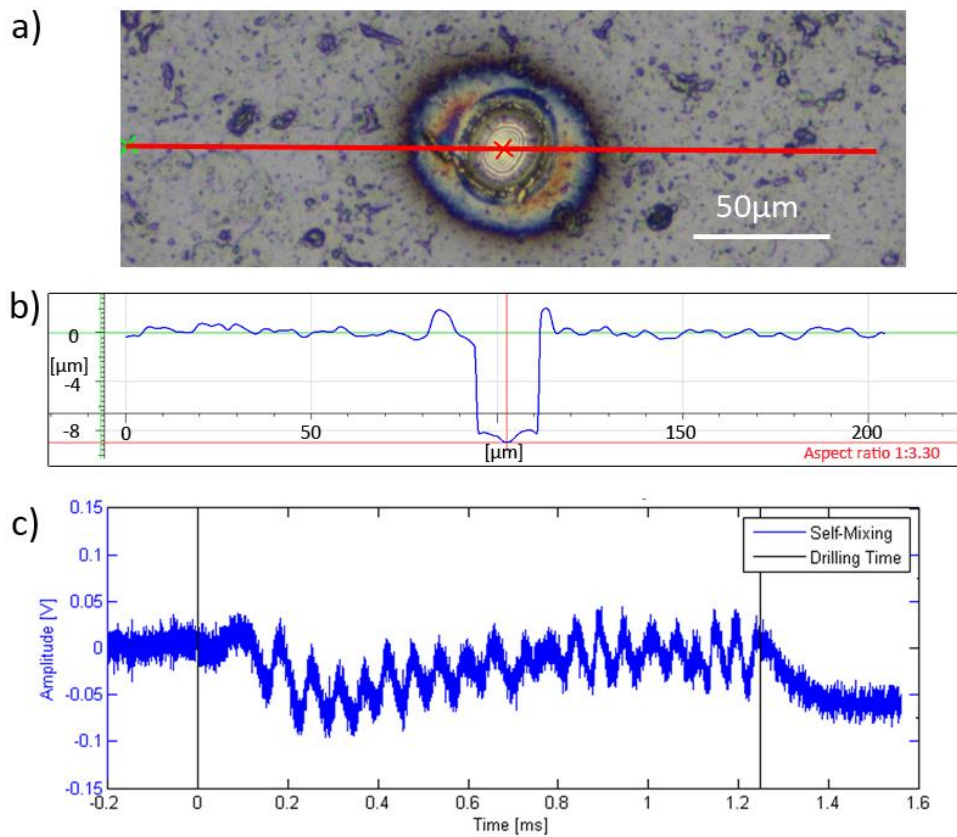 a)
50µm
b)
0
[µm]
-4
-8
0
50
150
200
[µm]
Aspect ratio 1:3.30
c)
0.15
0.1
0.05
0
-0.05
-0.1
-0.15
Amplitude [V]
Self-Mixing
Drilling Time
-0.2
0
0.2
0.4
0.6
0.8
1
1.2
1.4
1.6
Time [ms]